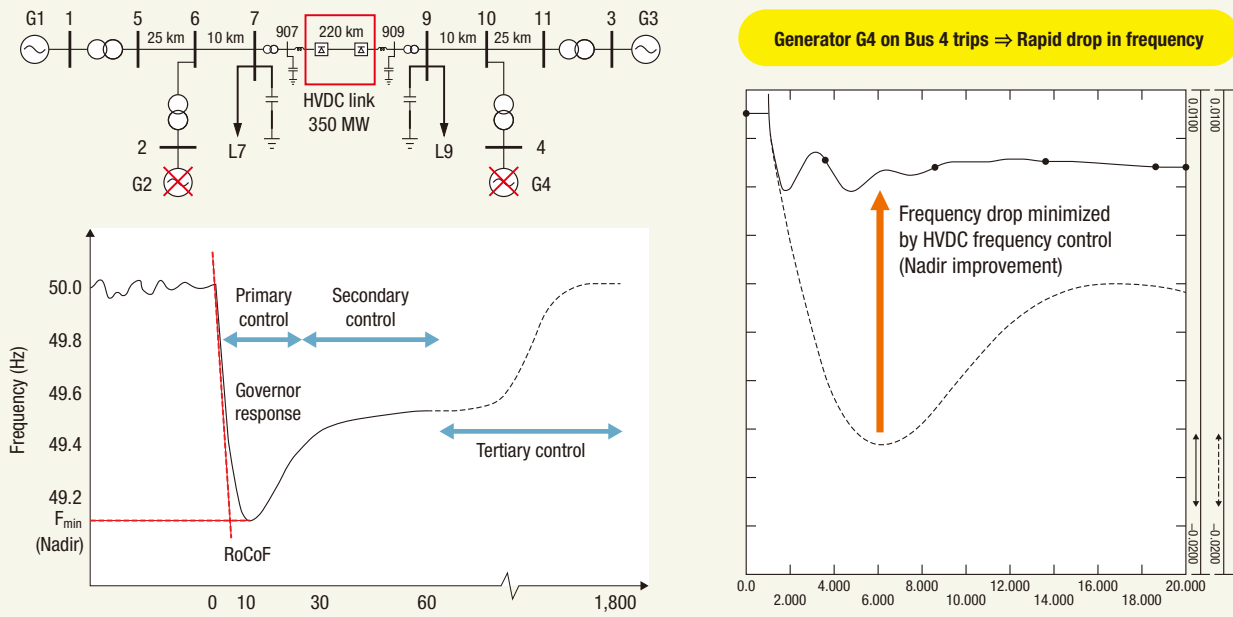 G1 1 5 6 7 907 220 km 909 9 10 11 3 G3
25 km 10 km 10 km 25 km
HVDC link
350 MW
2 L7 L9 4
G2 G4
Generator G4 on Bus 4 trips ⇒ Rapid drop in frequency
Frequency (Hz)
50.0
49.8
49.6
49.4
49.2
F_min
(Nadir)
Primary
control
Secondary
control
Governor
response
Tertiary control
RoCoF
0 10 30 60 1,800
Frequency drop minimized
by HVDC frequency control
(Nadir improvement)
0.0100
0.0100
–0.0200
–0.0200
0.0 4.000 8.000 12.000 16.000 20.000
2.000 6.000 10.000 14.000 18.000